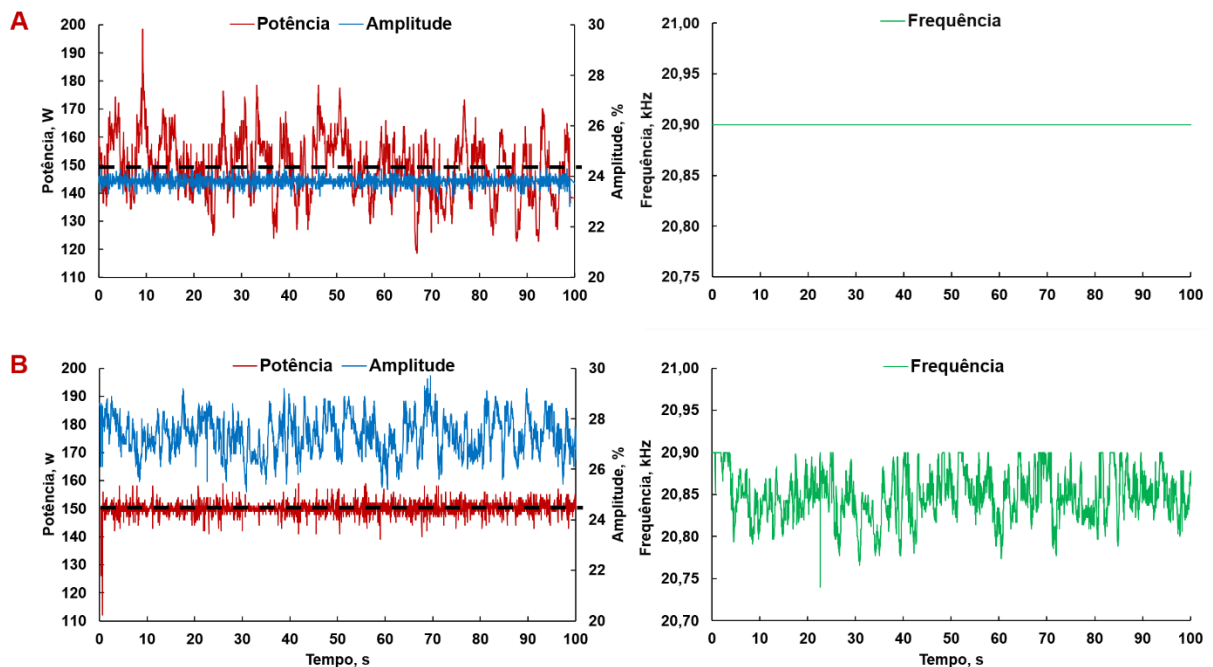 A
Potência Amplitude
Potência, W
200
190
180
170
160
150
140
130
120
110
30
28
26
24
22
20
Amplitude, %
0 10 20 30 40 50 60 70 80 90 100
Frequência
Frequência, kHz
21,00
20,95
20,90
20,85
20,80
20,75
0 10 20 30 40 50 60 70 80 90 100
B
Potência Amplitude
Potência, w
200
190
180
170
160
150
140
130
120
110
30
28
26
24
22
20
Amplitude, %
0 10 20 30 40 50 60 70 80 90 100
Tempo, s
Frequência
Frequência, kHz
21,00
20,95
20,90
20,85
20,80
20,75
20,70
0 10 20 30 40 50 60 70 80 90 100
Tempo, s